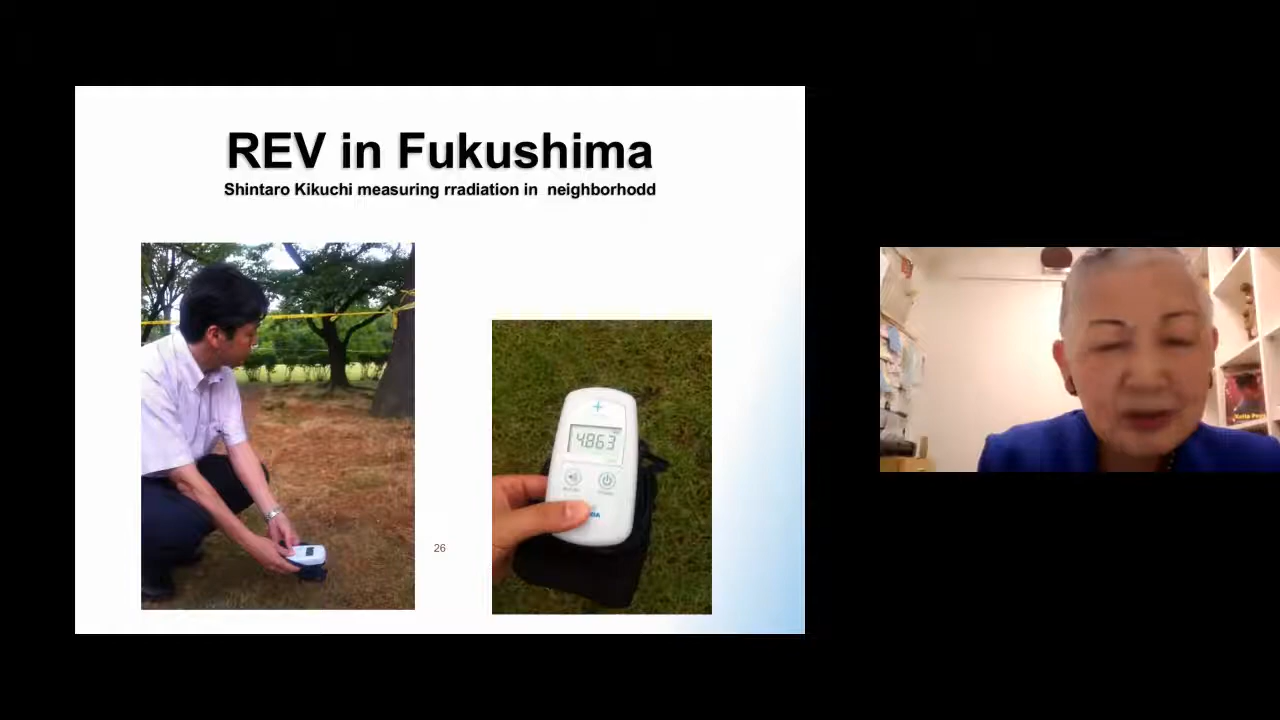 REV in Fukushima
Shintaro Kikuchi measuring rradiation in  neighborhodd
4.863
26